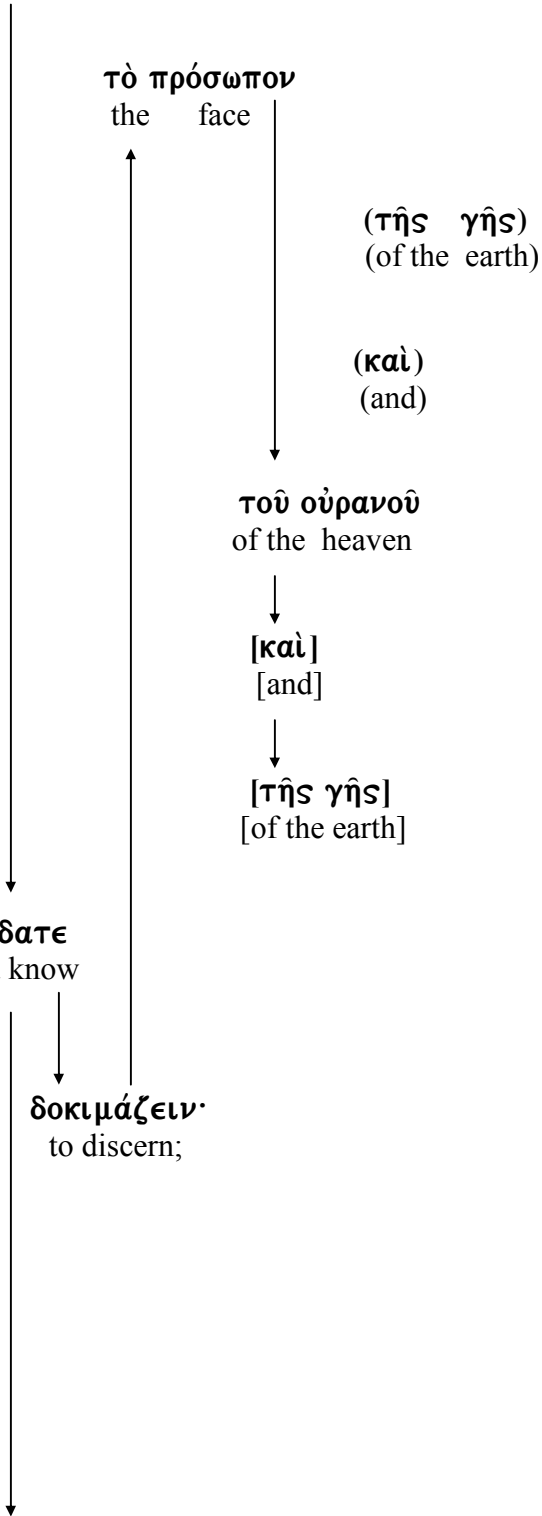 τὸ πρόσωπον
the face
(τῆς γῆς)
(of the earth)
(καὶ)
(and)
τοῦ οὐρανοῦ
of the heaven
[καὶ]
[and]
[τῆς γῆς]
[of the earth]
δατε
know
δοκιμάζειν·
to discern;